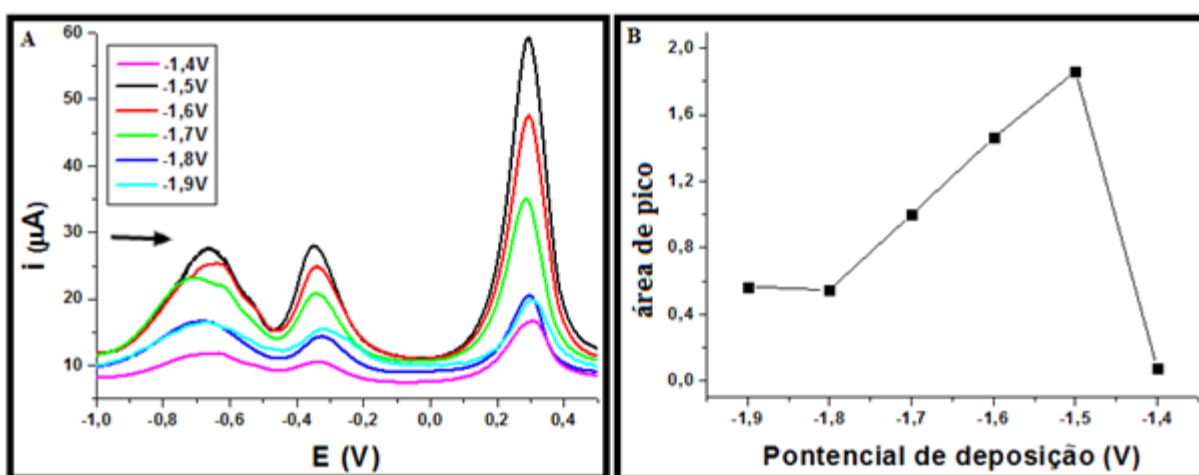 A
60
50
40
30
20
10
-1,4V
-1,5V
-1,6V
-1,7V
-1,8V
-1,9V
i (µA)
-1,0
-0,8
-0,6
-0,4
-0,2
0,0
0,2
0,4
E (V)
B
2,0
1,6
1,2
0,8
0,4
0,0
área de pico
-1,9
-1,8
-1,7
-1,6
-1,5
-1,4
Pontencial de deposição (V)